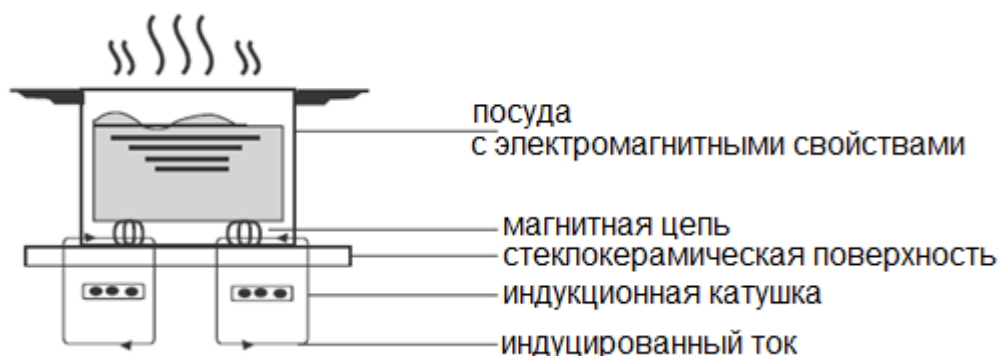 посуда
с электромагнитными свойствами
магнитная цепь
стеклокерамическая поверхность
индукционная катушка
индуцированный ток